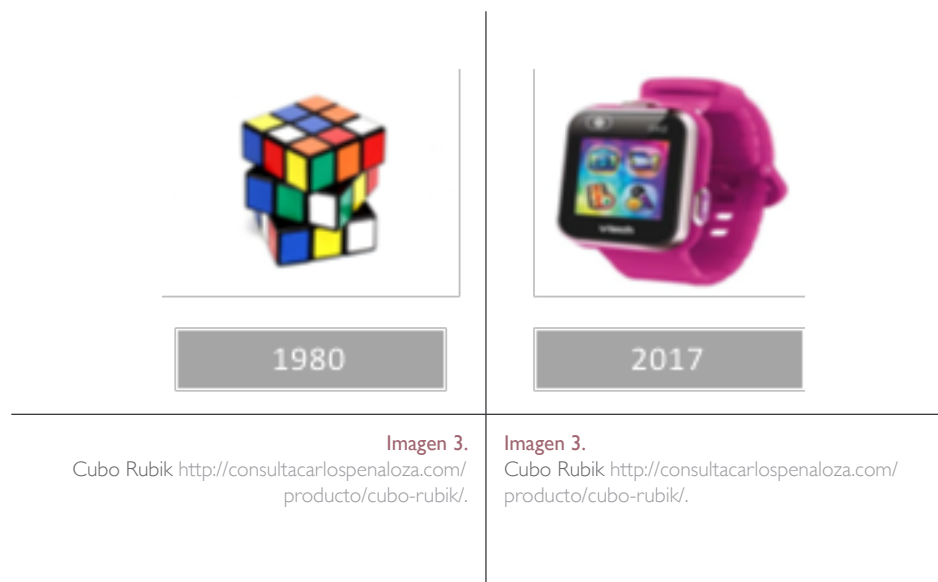 vtech
1980
2017
Imagen 3.
Cubo Rubik http://consultacarlospenaloza.com/
producto/cubo-rubik/.
Imagen 3.
Cubo Rubik http://consultacarlospenaloza.com/
producto/cubo-rubik/.